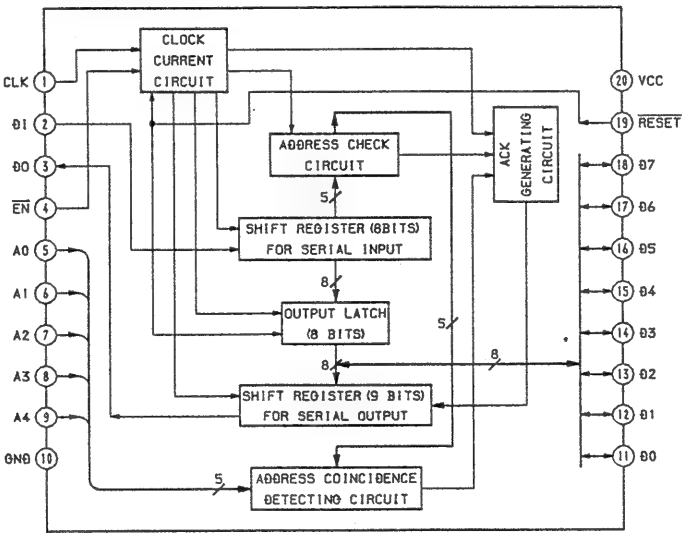 CLOCK
CURRENT
CIRCUIT
CLK 1
20 VCC
DI 2
19 R̅E̅S̅E̅T̅
ADDRESS CHECK
CIRCUIT
ACK
GENERATING
CIRCUIT
DO 3
18 D7
5
E̅N̅ 4
17 D6
SHIFT REGISTER (8BITS)
FOR SERIAL INPUT
A0 5
16 D5
8
A1 6
15 D4
OUTPUT LATCH
(8 BITS)
5
A2 7
14 D3
8
8
A3 8
13 D2
SHIFT REGISTER (9 BITS)
FOR SERIAL OUTPUT
A4 9
12 D1
GND 10
11 D0
5
ADDRESS COINCIDENCE
DETECTING CIRCUIT